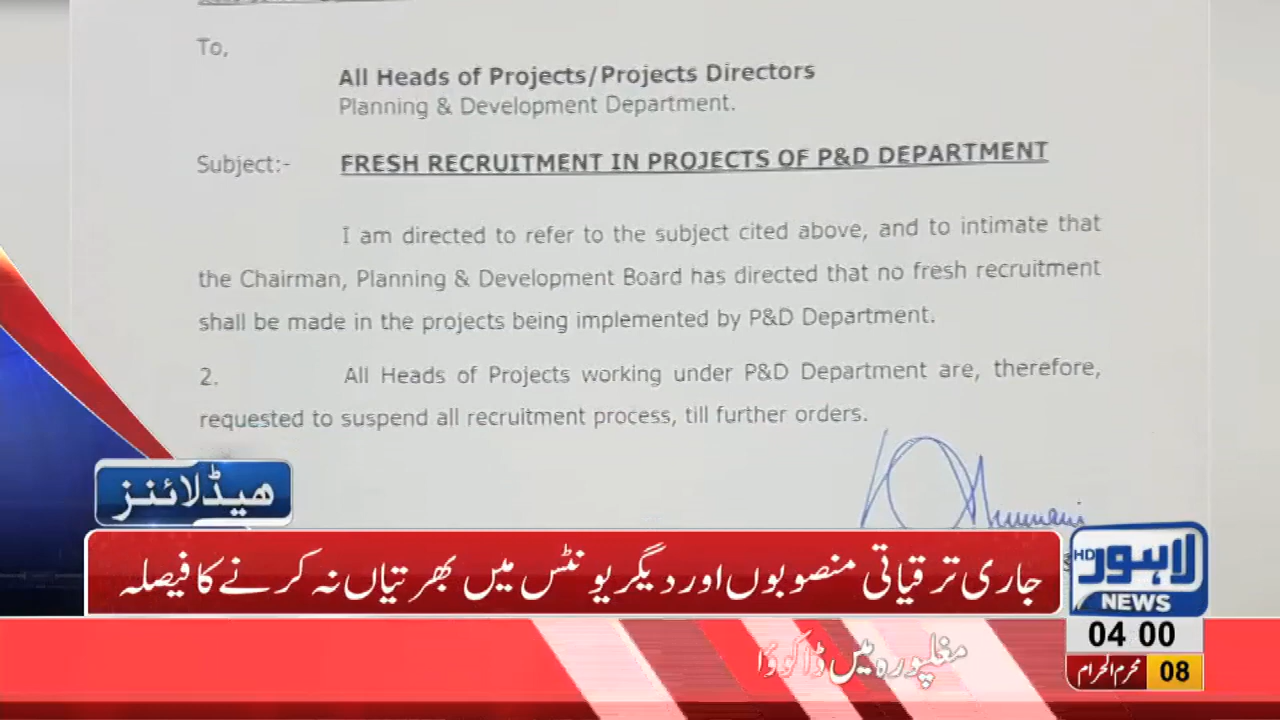 To,
All Heads of Projects/Projects Directors
Planning & Development Department.
Subject:- FRESH RECRUITMENT IN PROJECTS OF P&D DEPARTMENT
I am directed to refer to the subject cited above, and to intimate that
the Chairman, Planning & Development Board has directed that no fresh recruitment
shall be made in the projects being implemented by P&D Department.
2. All Heads of Projects working under P&D Department are, therefore,
requested to suspend all recruitment process, till further orders.
ہیڈلائنز
جاری ترقیاتی منصوبوں اور دیگر یونٹس میں بھرتیاں نہ کرنے کا فیصلہ
لاہور HD
NEWS
04 00
مغلپورہ میں
محرم الحرام 08